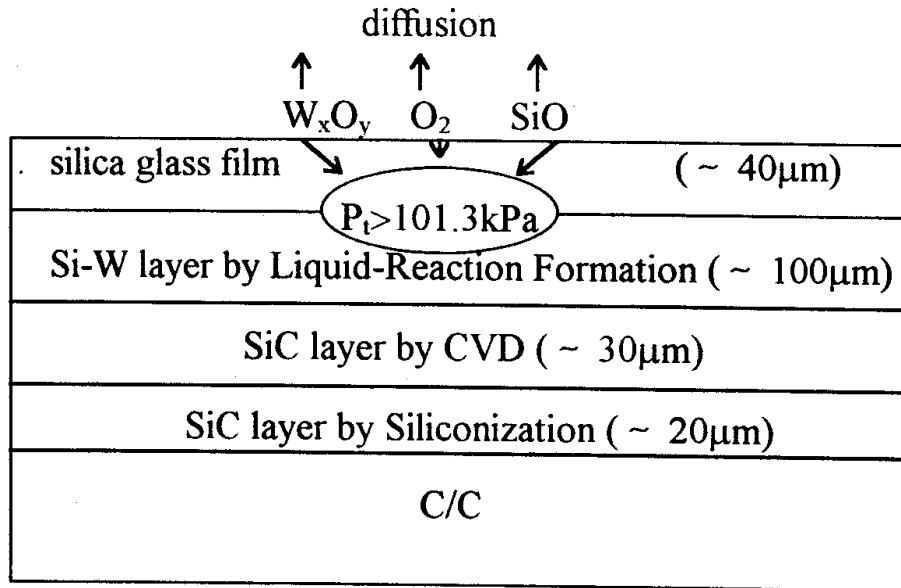 diffusion
WₓOᵧ O₂ SiO
silica glass film ( ~ 40μm)
Pₜ>101.3kPa
Si-W layer by Liquid-Reaction Formation ( ~ 100μm)
SiC layer by CVD ( ~ 30μm)
SiC layer by Siliconization ( ~ 20μm)
C/C